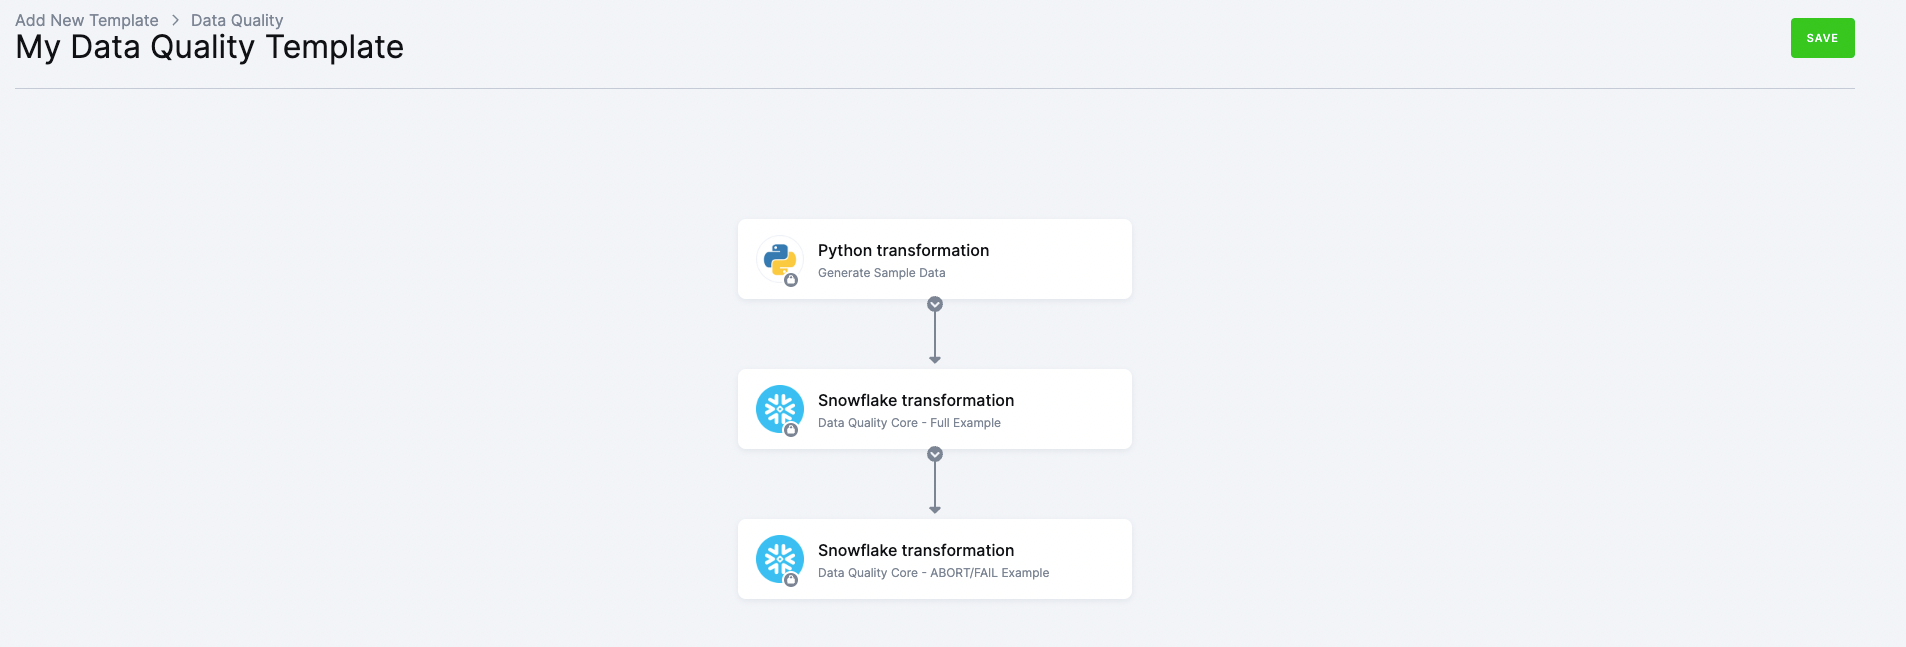 Add New Template > Data Quality
My Data Quality Template
SAVE
Python transformation
Generate Sample Data
Snowflake transformation
Data Quality Core - Full Example
Snowflake transformation
Data Quality Core - ABORT/FAIL Example